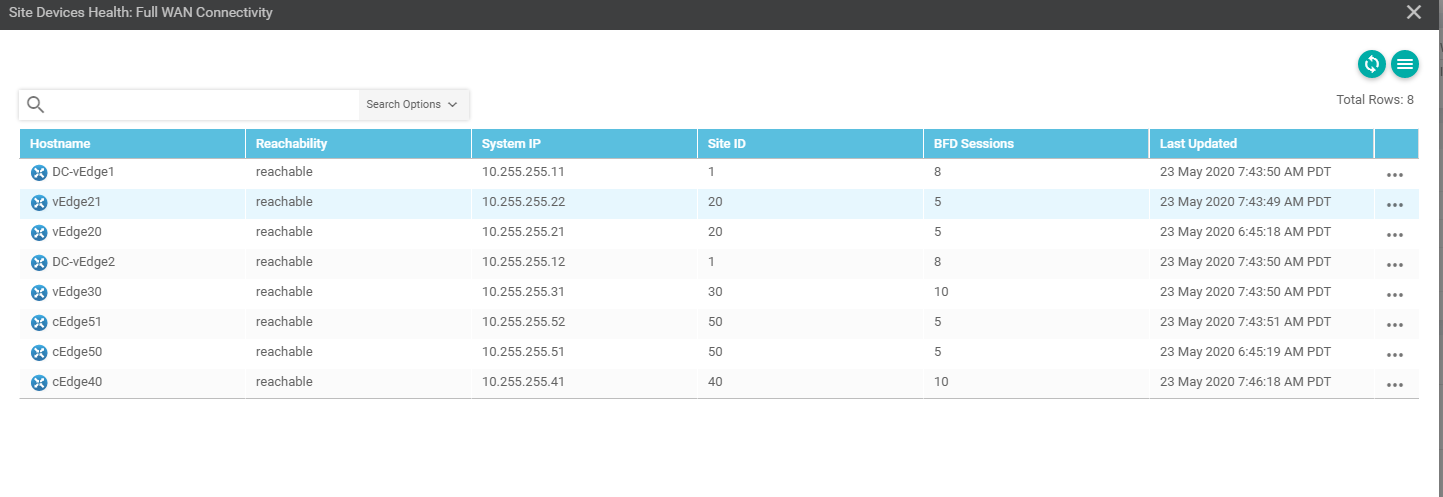 Site Devices Health: Full WAN Connectivity
Search Options
Total Rows: 8
Hostname Reachability System IP Site ID BFD Sessions Last Updated
DC-vEdge1 reachable 10.255.255.11 1 8 23 May 2020 7:43:50 AM PDT
vEdge21 reachable 10.255.255.22 20 5 23 May 2020 7:43:49 AM PDT
vEdge20 reachable 10.255.255.21 20 5 23 May 2020 6:45:18 AM PDT
DC-vEdge2 reachable 10.255.255.12 1 8 23 May 2020 7:43:50 AM PDT
vEdge30 reachable 10.255.255.31 30 10 23 May 2020 7:43:50 AM PDT
cEdge51 reachable 10.255.255.52 50 5 23 May 2020 7:43:51 AM PDT
cEdge50 reachable 10.255.255.51 50 5 23 May 2020 6:45:19 AM PDT
cEdge40 reachable 10.255.255.41 40 10 23 May 2020 7:46:18 AM PDT